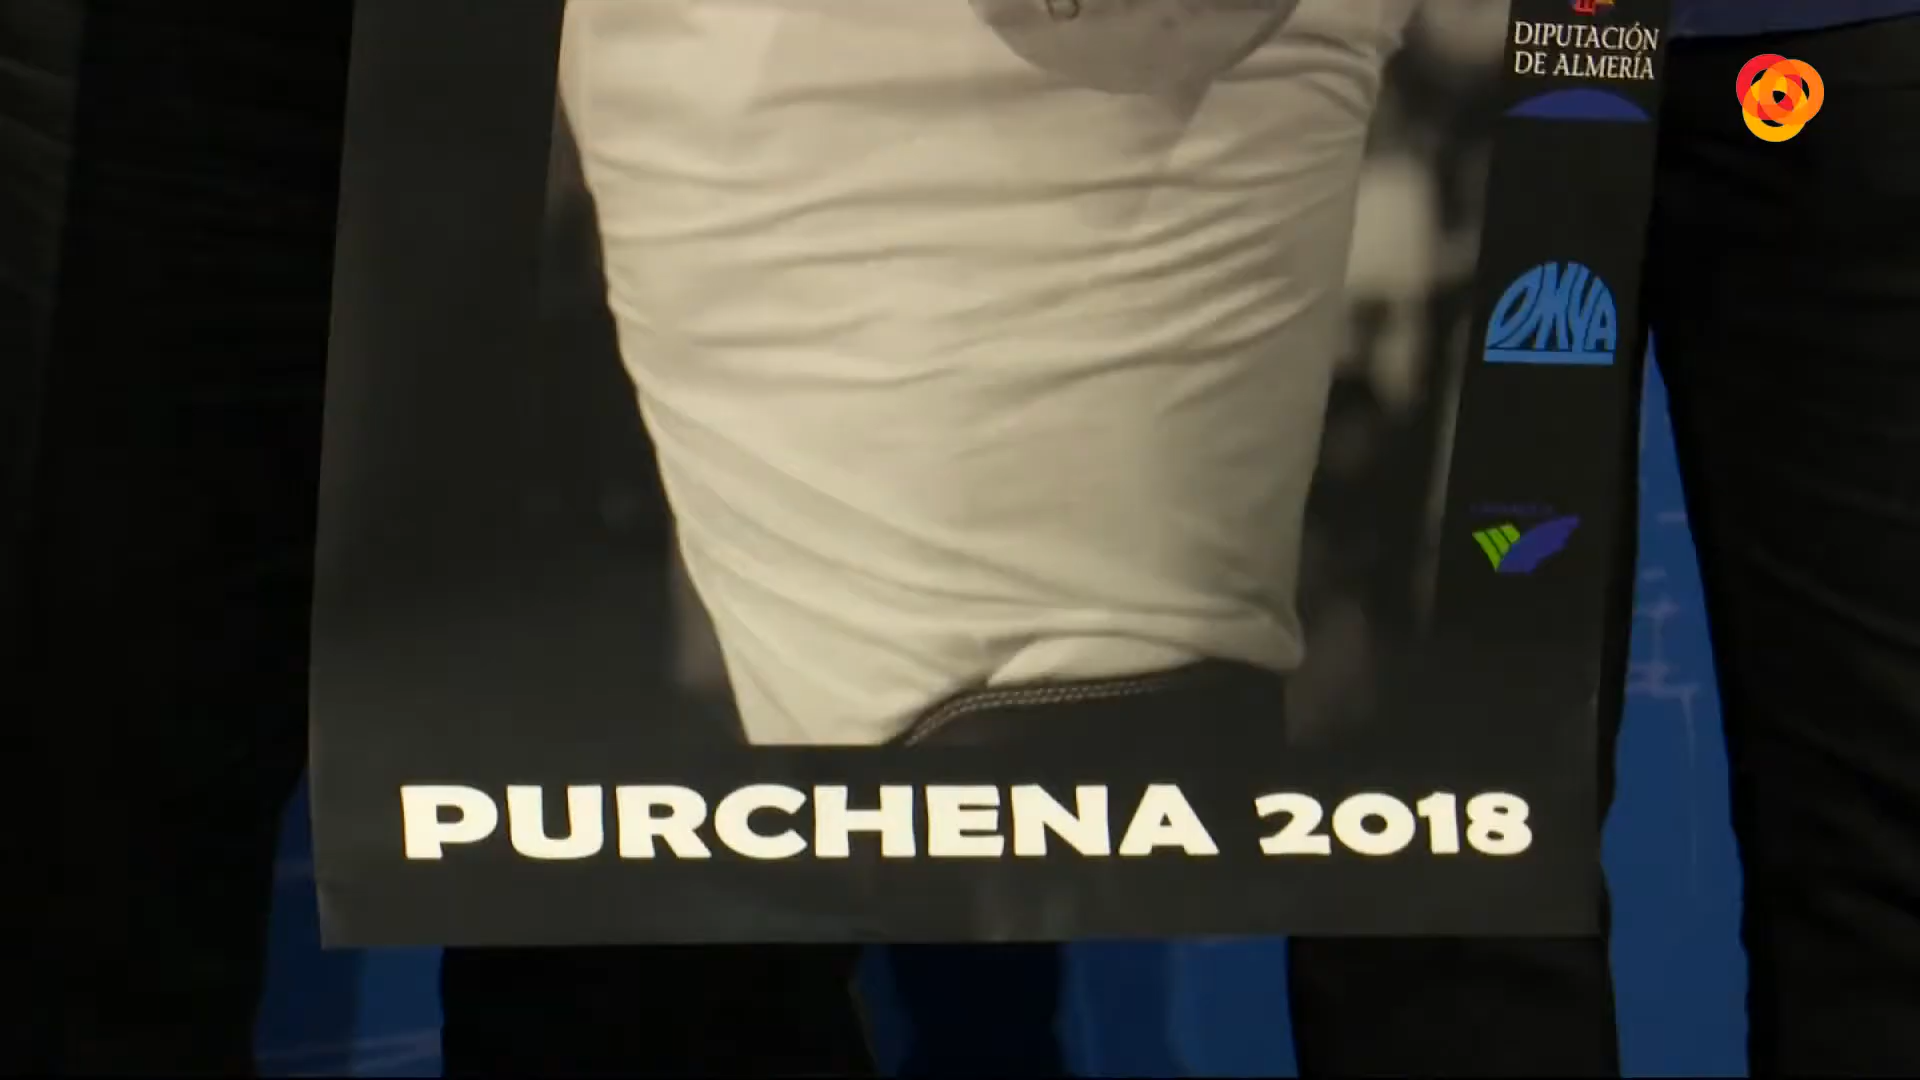 DIPUTACIÓN
DE ALMERÍA
OMYA
PURCHENA 2018